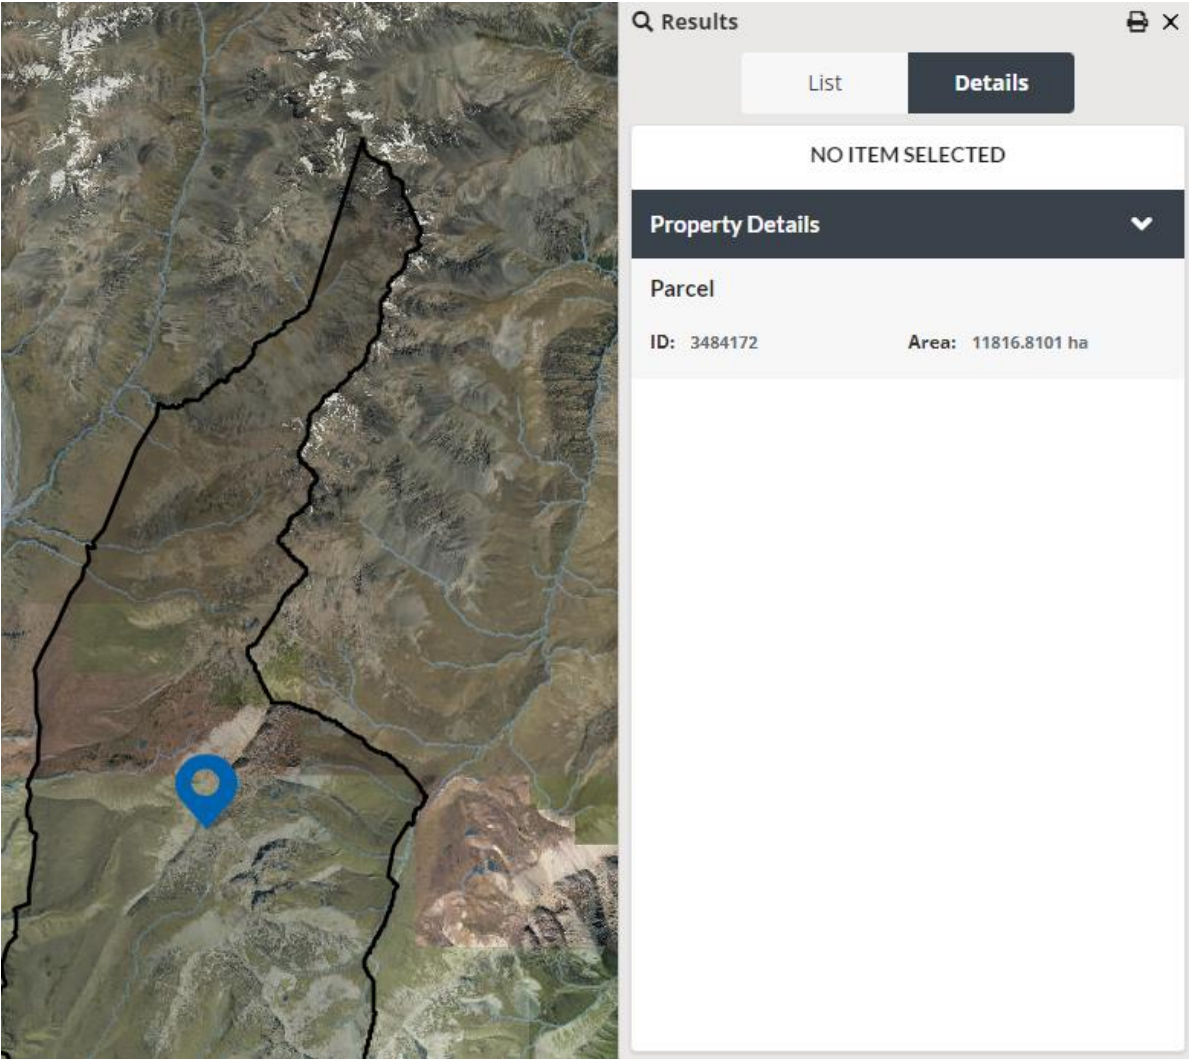 Results
List Details
NO ITEM SELECTED
Property Details
Parcel
ID: 3484172 Area: 11816.8101 ha